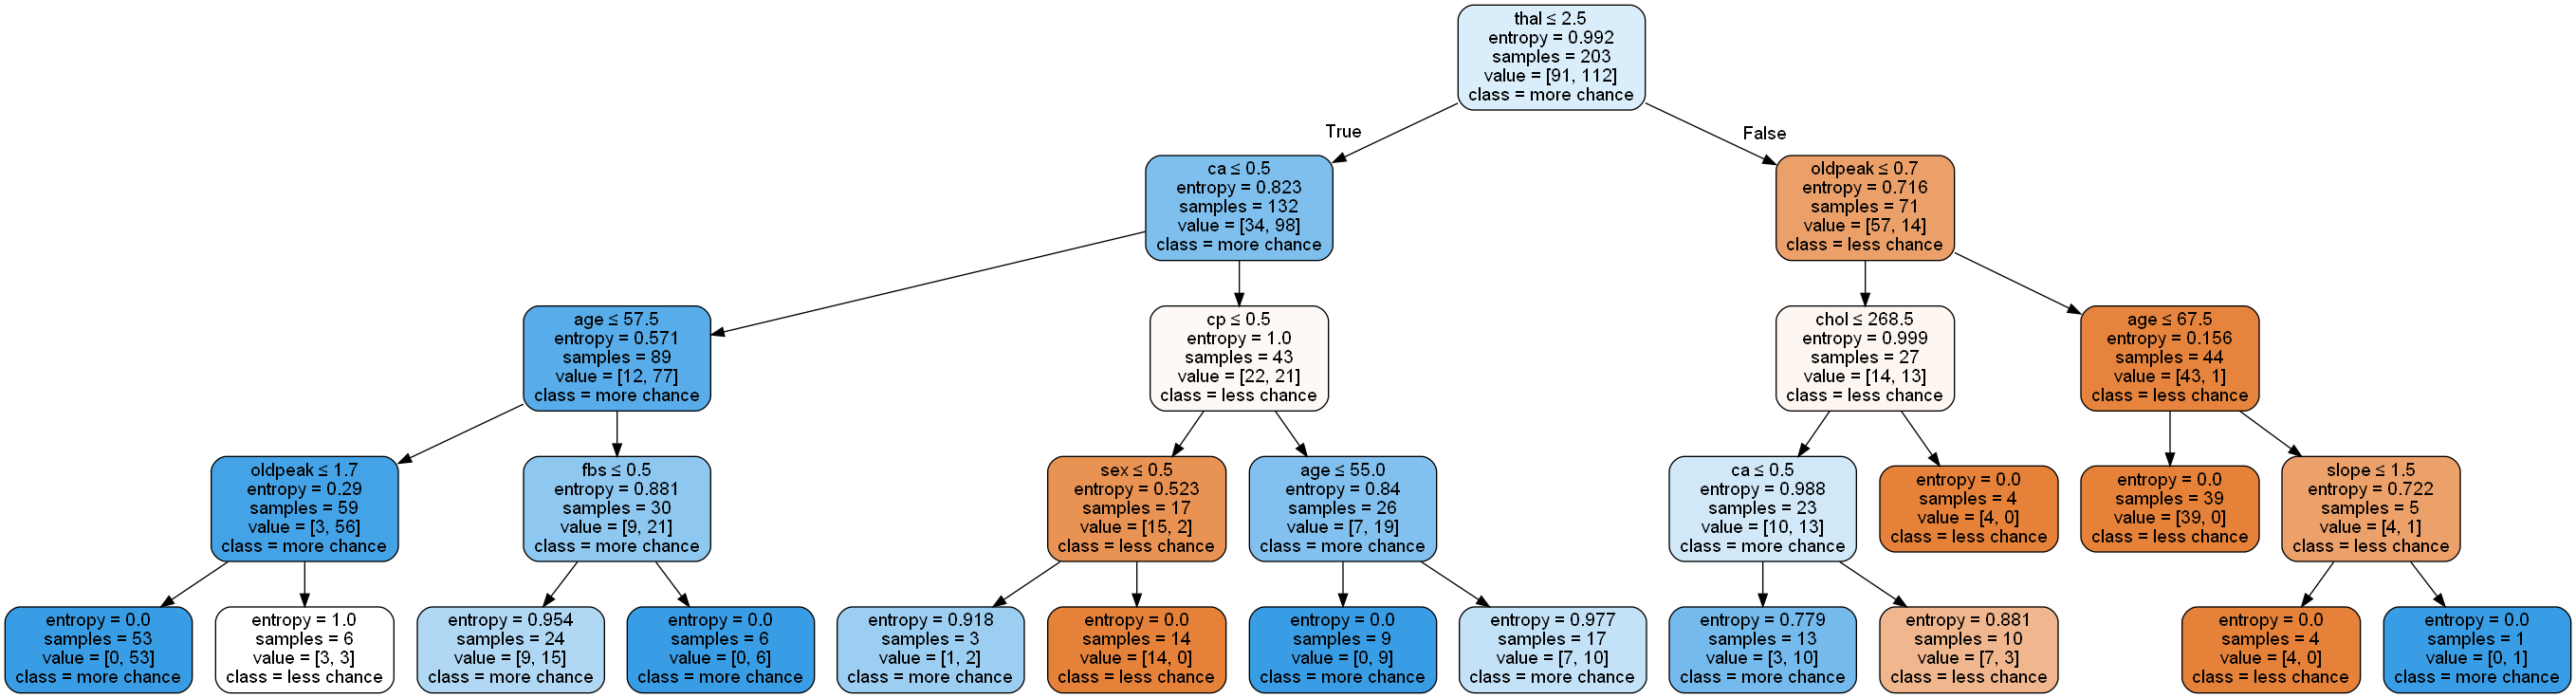 thal ≤ 2.5
entropy = 0.992
samples = 203
value = [91, 112]
class = more chance
True
False
ca ≤ 0.5
entropy = 0.823
samples = 132
value = [34, 98]
class = more chance
oldpeak ≤ 0.7
entropy = 0.716
samples = 71
value = [57, 14]
class = less chance
age ≤ 57.5
entropy = 0.571
samples = 89
value = [12, 77]
class = more chance
cp ≤ 0.5
entropy = 1.0
samples = 43
value = [22, 21]
class = less chance
chol ≤ 268.5
entropy = 0.999
samples = 27
value = [14, 13]
class = less chance
age ≤ 67.5
entropy = 0.156
samples = 44
value = [43, 1]
class = less chance
oldpeak ≤ 1.7
entropy = 0.29
samples = 59
value = [3, 56]
class = more chance
fbs ≤ 0.5
entropy = 0.881
samples = 30
value = [9, 21]
class = more chance
sex ≤ 0.5
entropy = 0.523
samples = 17
value = [15, 2]
class = less chance
age ≤ 55.0
entropy = 0.84
samples = 26
value = [7, 19]
class = more chance
ca ≤ 0.5
entropy = 0.988
samples = 23
value = [10, 13]
class = more chance
entropy = 0.0
samples = 4
value = [4, 0]
class = less chance
entropy = 0.0
samples = 39
value = [39, 0]
class = less chance
slope ≤ 1.5
entropy = 0.722
samples = 5
value = [4, 1]
class = less chance
entropy = 0.0
samples = 53
value = [0, 53]
class = more chance
entropy = 1.0
samples = 6
value = [3, 3]
class = less chance
entropy = 0.954
samples = 24
value = [9, 15]
class = more chance
entropy = 0.0
samples = 6
value = [0, 6]
class = more chance
entropy = 0.918
samples = 3
value = [1, 2]
class = more chance
entropy = 0.0
samples = 14
value = [14, 0]
class = less chance
entropy = 0.0
samples = 9
value = [0, 9]
class = more chance
entropy = 0.977
samples = 17
value = [7, 10]
class = more chance
entropy = 0.779
samples = 13
value = [3, 10]
class = more chance
entropy = 0.881
samples = 10
value = [7, 3]
class = less chance
entropy = 0.0
samples = 4
value = [4, 0]
class = less chance
entropy = 0.0
samples = 1
value = [0, 1]
class = more chance